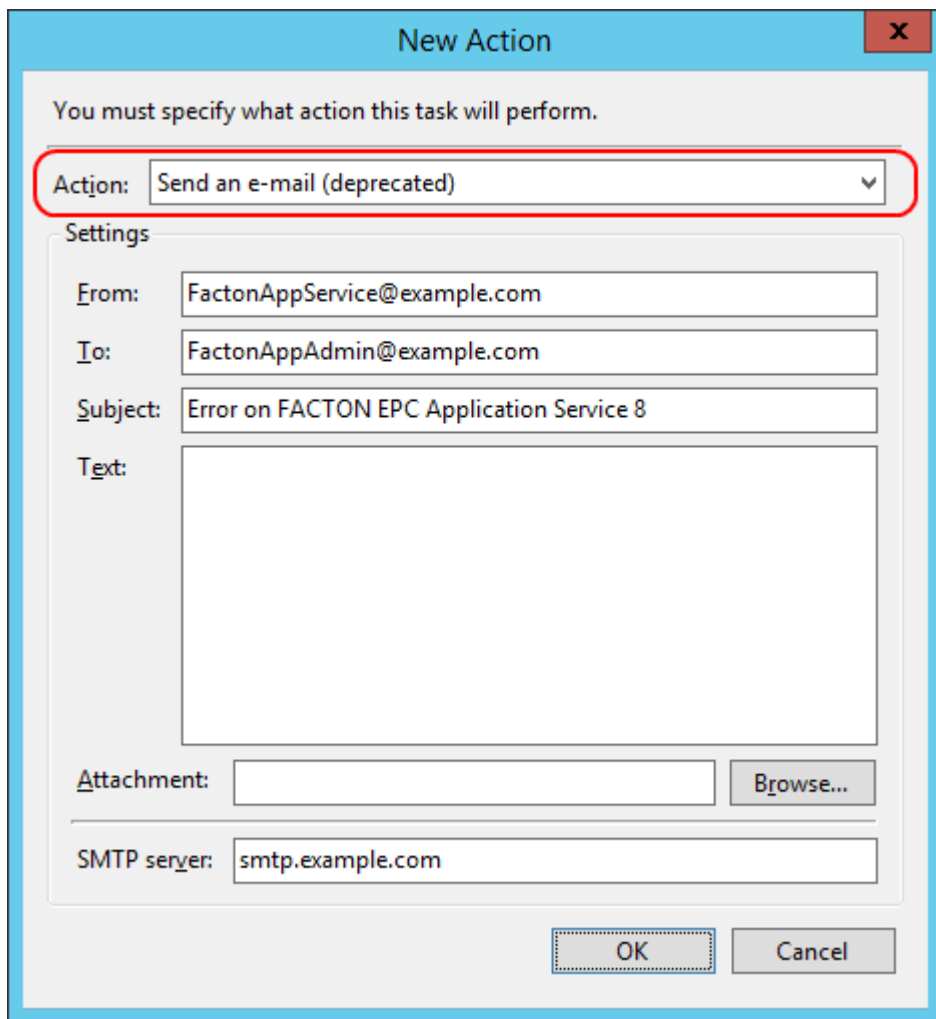 New Action
x
You must specify what action this task will perform.
Action: Send an e-mail (deprecated)
Settings
From: FactonAppService@example.com
To: FactonAppAdmin@example.com
Subject: Error on FACTON EPC Application Service 8
Text:
Attachment: Browse...
SMTP server: smtp.example.com
OK Cancel